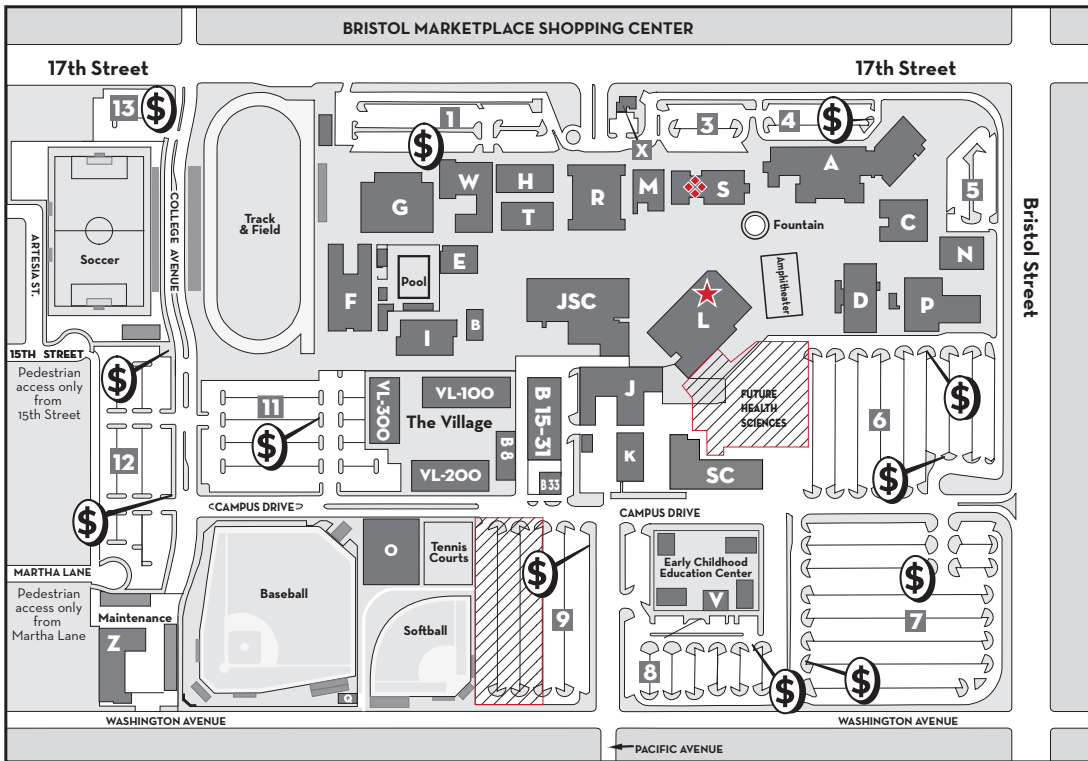 BRISTOL MARKETPLACE SHOPPING CENTER
17th Street
17th Street
13
$
1
$
X
3
4
$
A
5
Bristol Street
COLLEGE AVENUE
ARTESIA ST.
Soccer
Track
& Field
G
W
H
T
R
M
S
Fountain
C
N
E
Pool
F
I
B
JSC
L
Amphitheater
D
P
15TH STREET
Pedestrian
access only
from
15th Street
$
12
$
11
$
VL-300
VL-100
The Village
VL-200
B 8
B 15-31
B 33
J
K
SC
FUTURE
HEALTH
SCIENCES
6
$
$
CAMPUS DRIVE
CAMPUS DRIVE
MARTHA LANE
Pedestrian
access only
from
Martha Lane
Maintenance
Z
Baseball
O
Tennis
Courts
Softball
Q
$
9
Early Childhood
Education Center
V
8
$
$
$
7
WASHINGTON AVENUE
WASHINGTON AVENUE
PACIFIC AVENUE